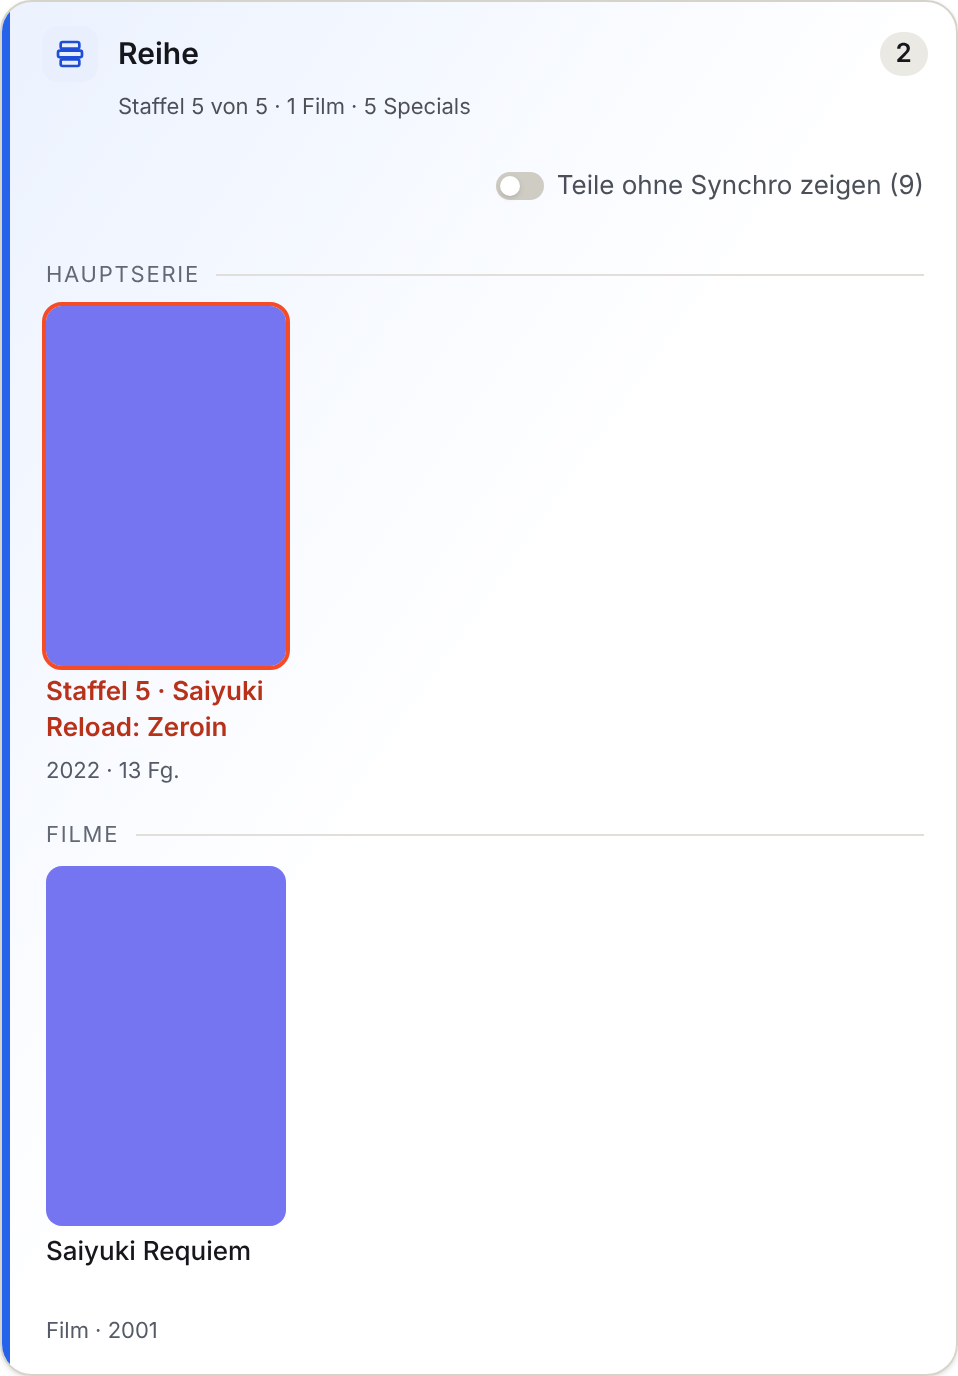 Reihe
2
Staffel 5 von 5 · 1 Film · 5 Specials
Teile ohne Synchro zeigen (9)
HAUPTSERIE
Staffel 5 · Saiyuki
Reload: Zeroin
2022 · 13 Fg.
FILME
Saiyuki Requiem
Film · 2001